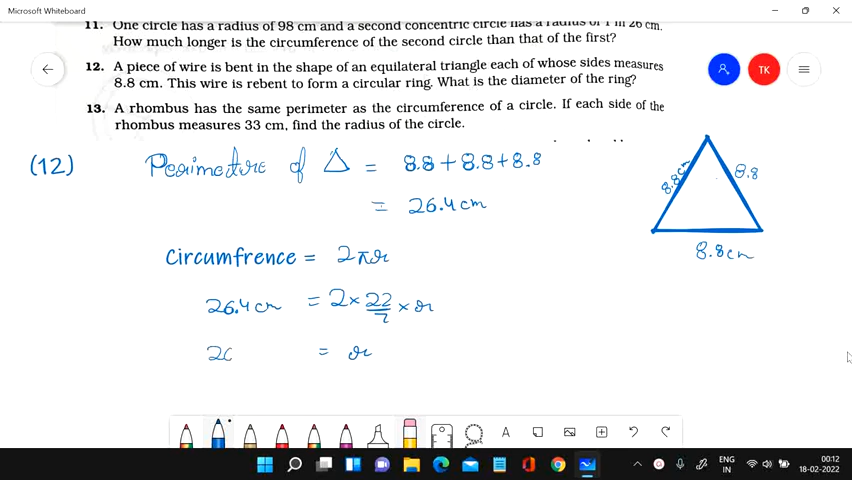 Microsoft Whiteboard
11. One circle has a radius of 98 cm and a second concentric circle has a radius of 1 m 26 cm.
How much longer is the circumference of the second circle than that of the first?
12. A piece of wire is bent in the shape of an equilateral triangle each of whose sides measures
8.8 cm. This wire is rebent to form a circular ring. What is the diameter of the ring?
TK
13. A rhombus has the same perimeter as the circumference of a circle. If each side of the
rhombus measures 33 cm, find the radius of the circle.
(12) Perimeture of △ = 8.8 + 8.8 + 8.8
= 26.4 cm
8.8cm
8.8
8.8cm
Circumfrence = 2πr
26.4 cm = 2 × 22/7 × r
= r
A
ENG
IN
00:12
18-02-2022